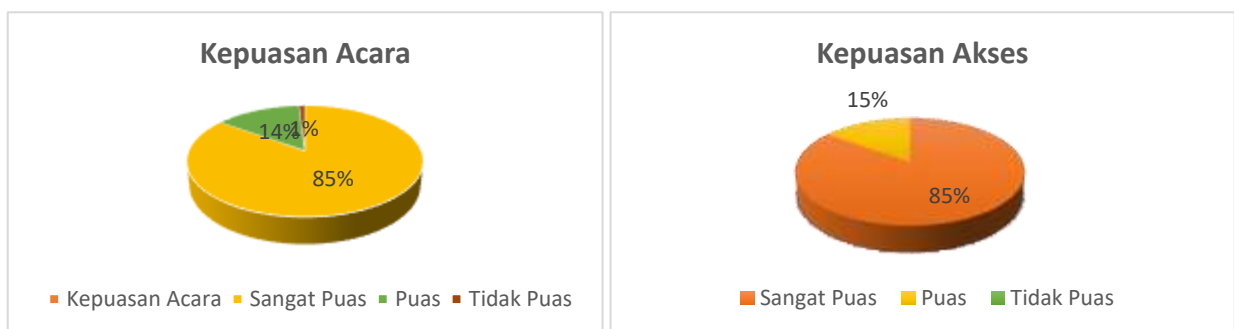 Kepuasan Acara
14%
1%
85%
Kepuasan Acara Sangat Puas Puas Tidak Puas
Kepuasan Akses
15%
85%
Sangat Puas Puas Tidak Puas